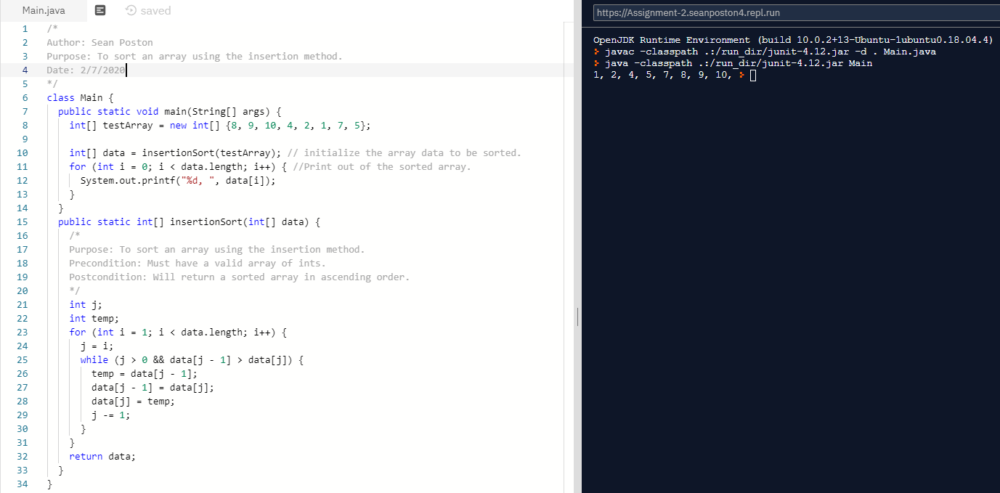 Main.java saved
1 /*
2 Author: Sean Poston
3 Purpose: To sort an array using the insertion method.
4 Date: 2/7/2020
5 */
6 class Main {
7 public static void main(String[] args) {
8 int[] testArray = new int[] {8, 9, 10, 4, 2, 1, 7, 5};
9
10 int[] data = insertionSort(testArray); // initialize the array data to be sorted.
11 for (int i = 0; i < data.length; i++) { //Print out of the sorted array.
12 System.out.printf("%d, ", data[i]);
13 }
14 }
15 public static int[] insertionSort(int[] data) {
16 /*
17 Purpose: To sort an array using the insertion method.
18 Precondition: Must have a valid array of ints.
19 Postcondition: Will return a sorted array in ascending order.
20 */
21 int j;
22 int temp;
23 for (int i = 1; i < data.length; i++) {
24 j = i;
25 while (j > 0 && data[j - 1] > data[j]) {
26 temp = data[j - 1];
27 data[j - 1] = data[j];
28 data[j] = temp;
29 j -= 1;
30 }
31 }
32 return data;
33 }
34 }
https://Assignment-2.seanposton4.repl.run
OpenJDK Runtime Environment (build 10.0.2+13-Ubuntu-1ubuntu0.18.04.4)
> javac -classpath .:/run_dir/junit-4.12.jar -d . Main.java
> java -classpath .:/run_dir/junit-4.12.jar Main
1, 2, 4, 5, 7, 8, 9, 10, >